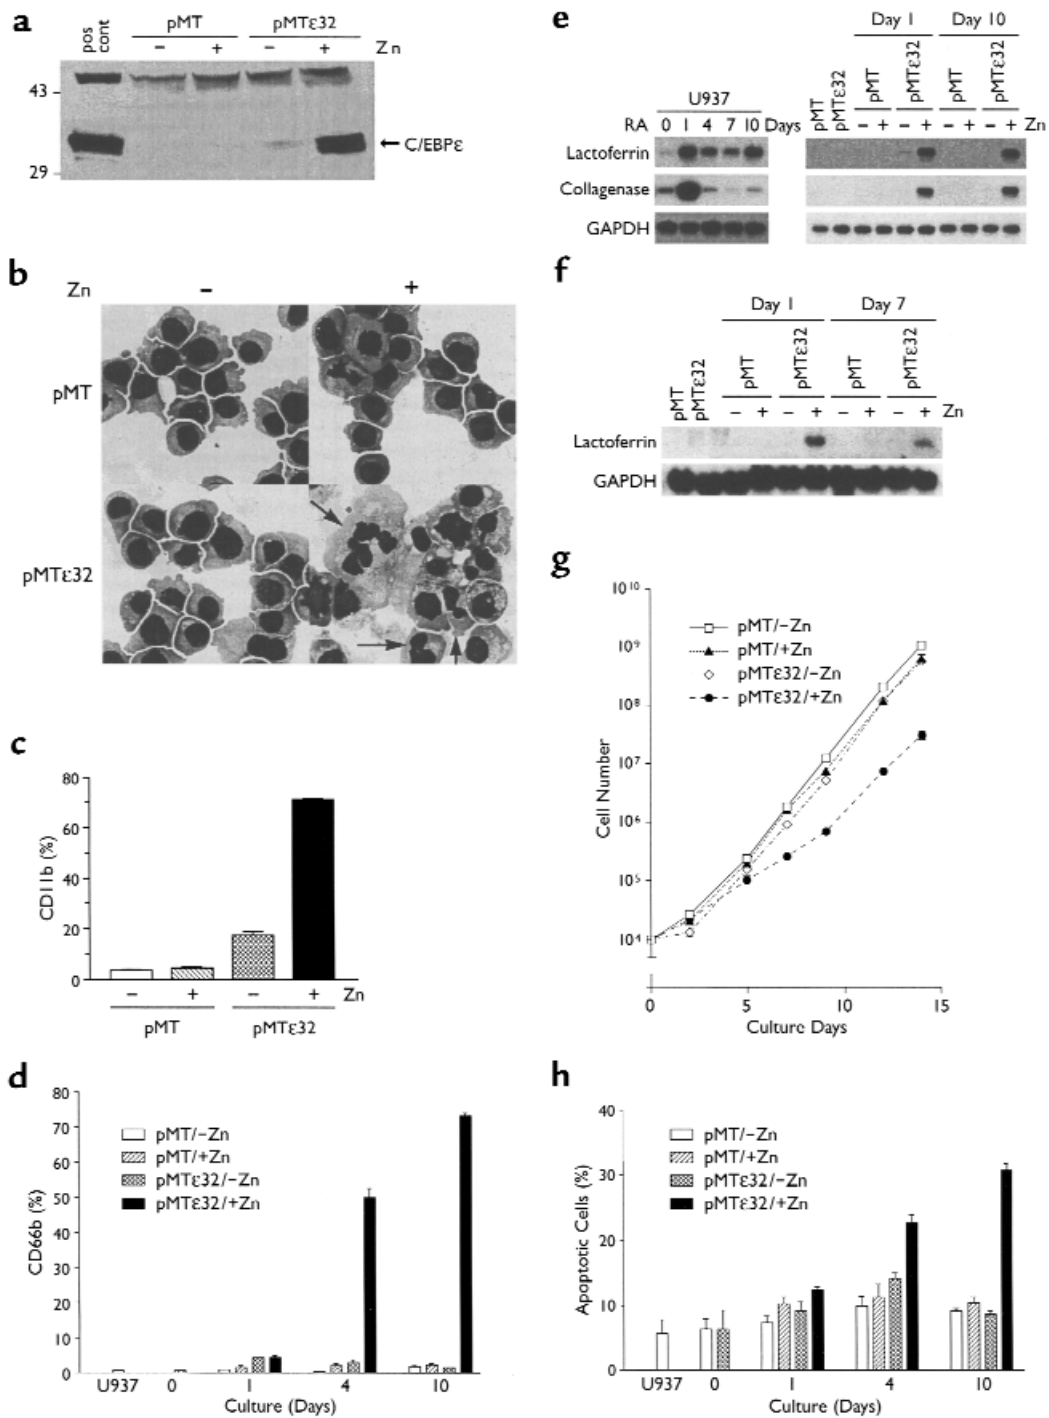 a
pos cont
pMT
pMTε32
− + − + Zn
43
29
C/EBPε
b
Zn − +
pMT
pMTε32
c
CD11b (%)
80
60
40
20
0
− + − + Zn
pMT pMTε32
d
CD66b (%)
80
70
60
50
40
30
20
10
0
pMT/−Zn
pMT/+Zn
pMTε32/−Zn
pMTε32/+Zn
U937 0 1 4 10
Culture (Days)
e
U937
RA 0 1 4 7 10 Days
Lactoferrin
Collagenase
GAPDH
Day 1 Day 10
pMT
pMTε32
pMT
pMTε32
pMT
pMTε32
− + − + − + − + Zn
f
Day 1 Day 7
pMT
pMTε32
pMT
pMTε32
pMT
pMTε32
− + − + − + − + Zn
Lactoferrin
GAPDH
g
Cell Number
10¹⁰
10⁹
10⁸
10⁷
10⁶
10⁵
10⁴
pMT/−Zn
pMT/+Zn
pMTε32/−Zn
pMTε32/+Zn
0 5 10 15
Culture Days
h
Apoptotic Cells (%)
40
30
20
10
0
pMT/−Zn
pMT/+Zn
pMTε32/−Zn
pMTε32/+Zn
U937 0 1 4 10
Culture (Days)